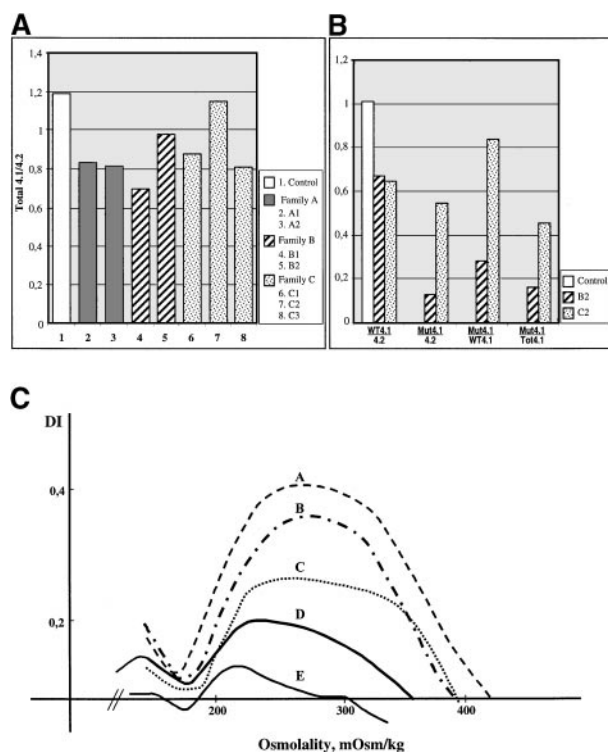 A
1,4
1,2
1
0,8
0,6
0,4
0,2
0
Total 4.1/4.2
1 2 3 4 5 6 7 8
1. Control
Family A
2. A1
3. A2
Family B
4. B1
5. B2
Family C
6. C1
7. C2
8. C3
B
1,2
1
0,8
0,6
0,4
0,2
0
WT4.1 Mut4.1 Mut4.1 Mut4.1
4.2 4.2 WT4.1 Tot4.1
Control
B2
C2
C
DI
0,4
0,2
A
B
C
D
E
200 300 400
Osmolality, mOsm/kg